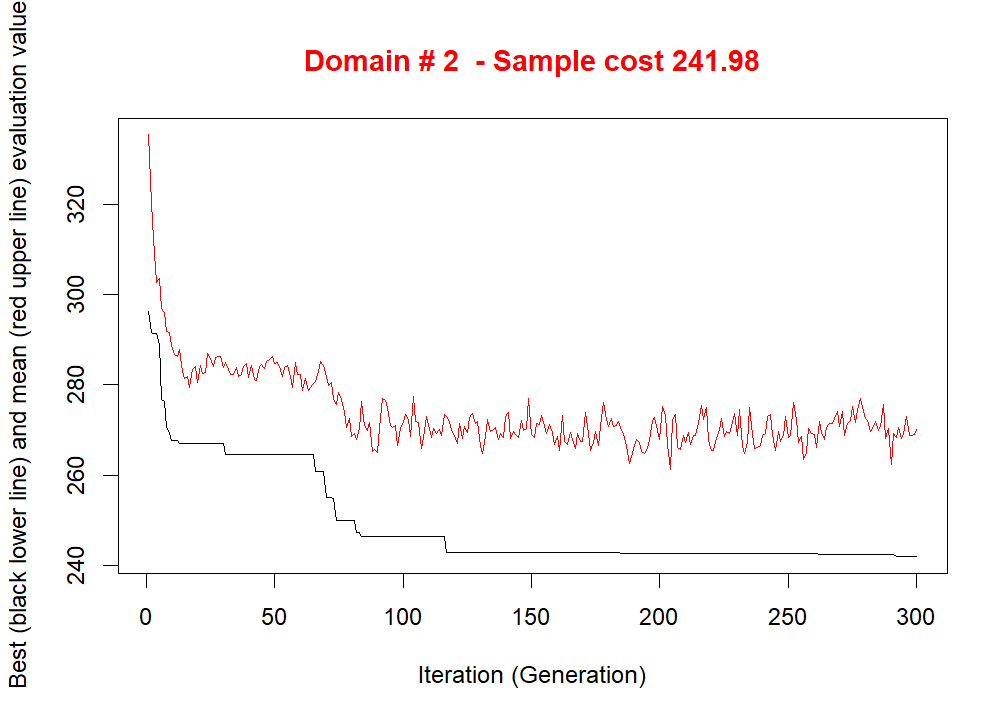 Domain # 2  - Sample cost 241.98
Best (black lower line) and mean (red upper line) evaluation value
320
300
280
260
240
0 50 100 150 200 250 300
Iteration (Generation)